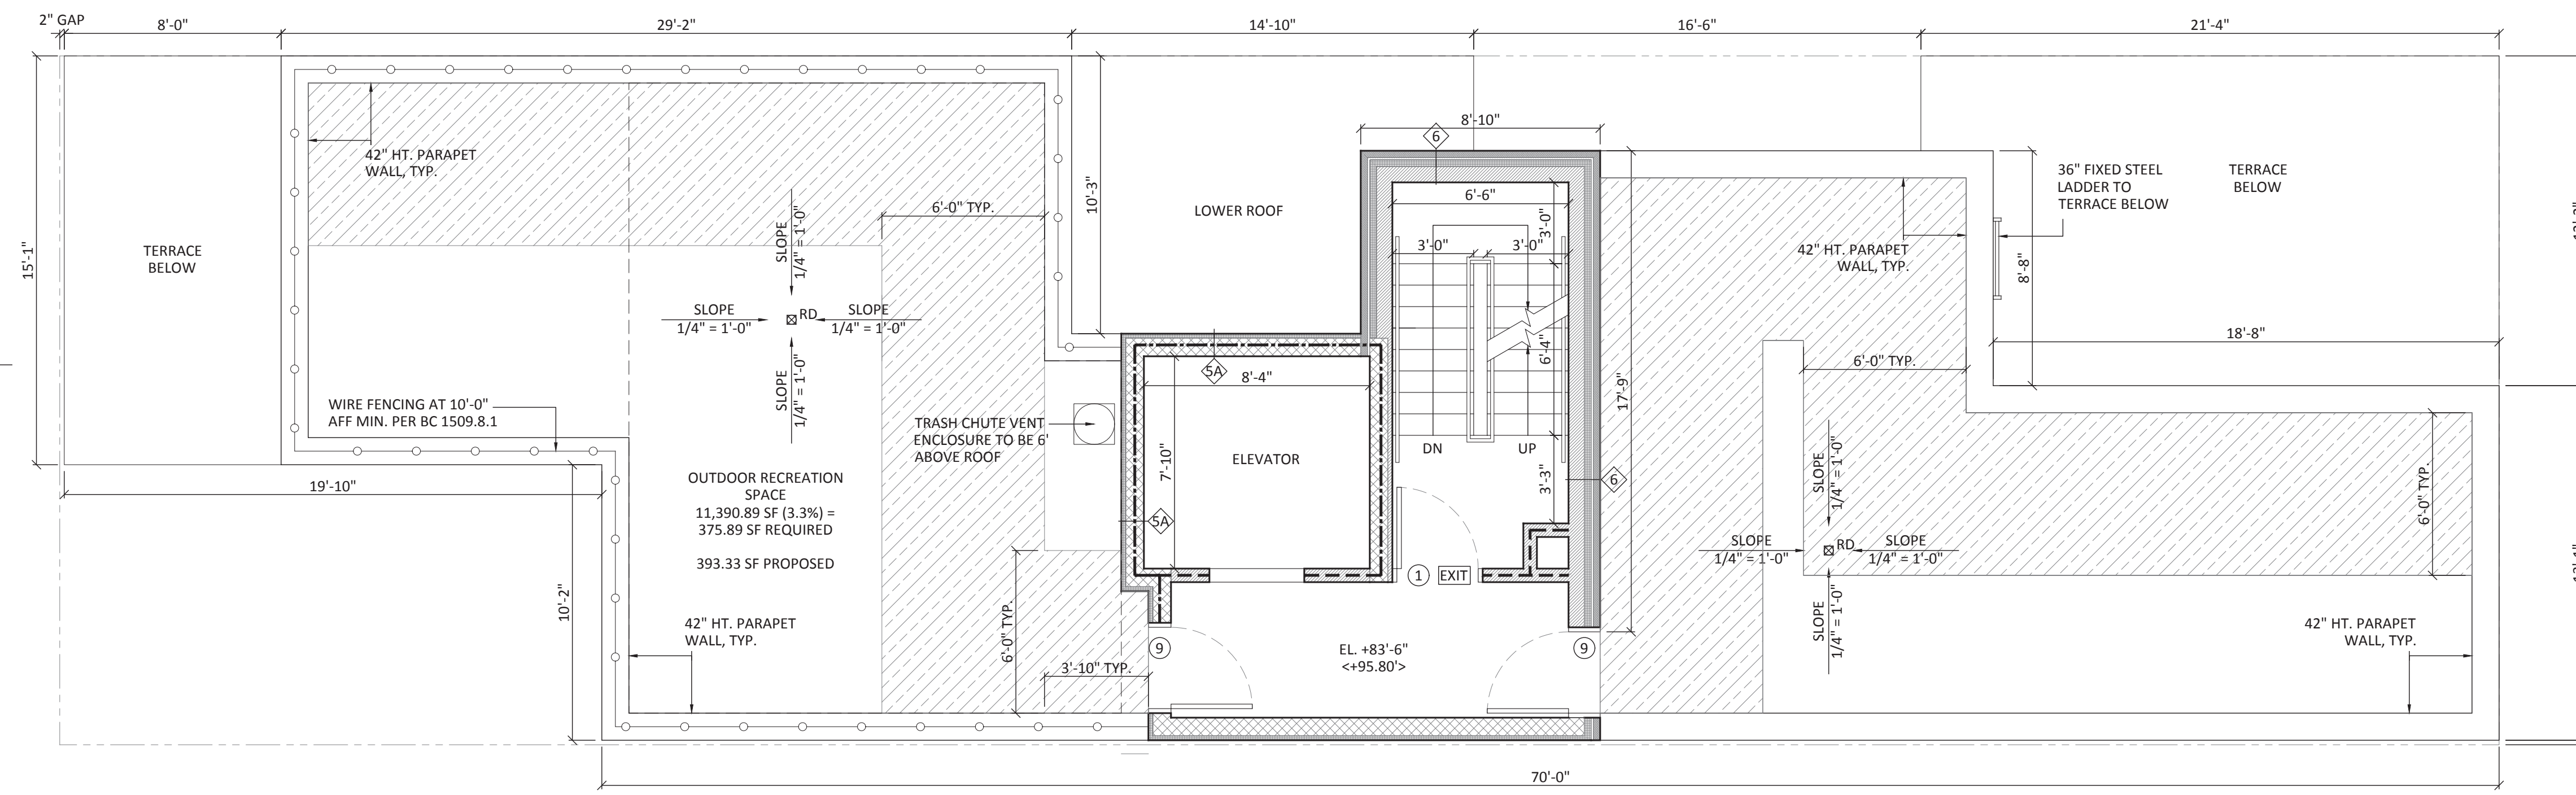 2" GAP
8'-0"
29'-2"
14'-10"
16'-6"
21'-4"
15'-1"
TERRACE
BELOW
42" HT. PARAPET
WALL, TYP.
6'-0" TYP.
10'-3"
LOWER ROOF
8'-10"
6
6'-6"
3'-0"
3'-0"
3'-0"
6'-4"
3'-3"
DN
UP
17'-9"
6
36" FIXED STEEL
LADDER TO
TERRACE BELOW
TERRACE
BELOW
42" HT. PARAPET
WALL, TYP.
8'-8"
18'-8"
6'-0" TYP.
6'-0" TYP.
SLOPE
1/4" = 1'-0"
SLOPE
1/4" = 1'-0"
RD
SLOPE
1/4" = 1'-0"
SLOPE
1/4" = 1'-0"
WIRE FENCING AT 10'-0"
AFF MIN. PER BC 1509.8.1
TRASH CHUTE VENT
ENCLOSURE TO BE 6'
ABOVE ROOF
5A
8'-4"
7'-10"
ELEVATOR
5A
19'-10"
OUTDOOR RECREATION
SPACE
11,390.89 SF (3.3%) =
375.89 SF REQUIRED
393.33 SF PROPOSED
10'-2"
42" HT. PARAPET
WALL, TYP.
6'-0" TYP.
3'-10" TYP.
1
EXIT
9
EL. +83'-6"
<+95.80'>
9
SLOPE
1/4" = 1'-0"
SLOPE
1/4" = 1'-0"
RD
SLOPE
1/4" = 1'-0"
SLOPE
1/4" = 1'-0"
42" HT. PARAPET
WALL, TYP.
70'-0"